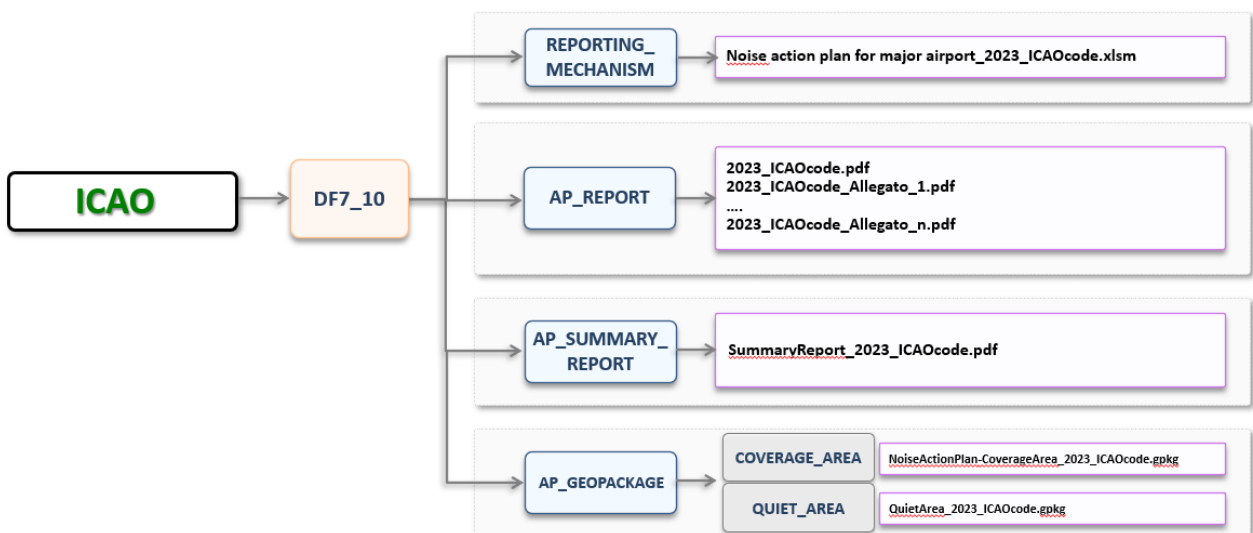 ICAO
DF7_10
REPORTING_
MECHANISM
Noise action plan for major airport_2023_ICAOcode.xlsm
AP_REPORT
2023_ICAOcode.pdf
2023_ICAOcode_Allegato_1.pdf
....
2023_ICAOcode_Allegato_n.pdf
AP_SUMMARY_
REPORT
SummaryReport_2023_ICAOcode.pdf
AP_GEOPACKAGE
COVERAGE_AREA
NoiseActionPlan-CoverageArea_2023_ICAOcode.gpkg
QUIET_AREA
QuietArea_2023_ICAOcode.gpkg